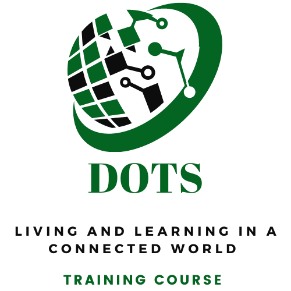 DOTS
LIVING AND LEARNING IN A
CONNECTED WORLD
TRAINING COURSE